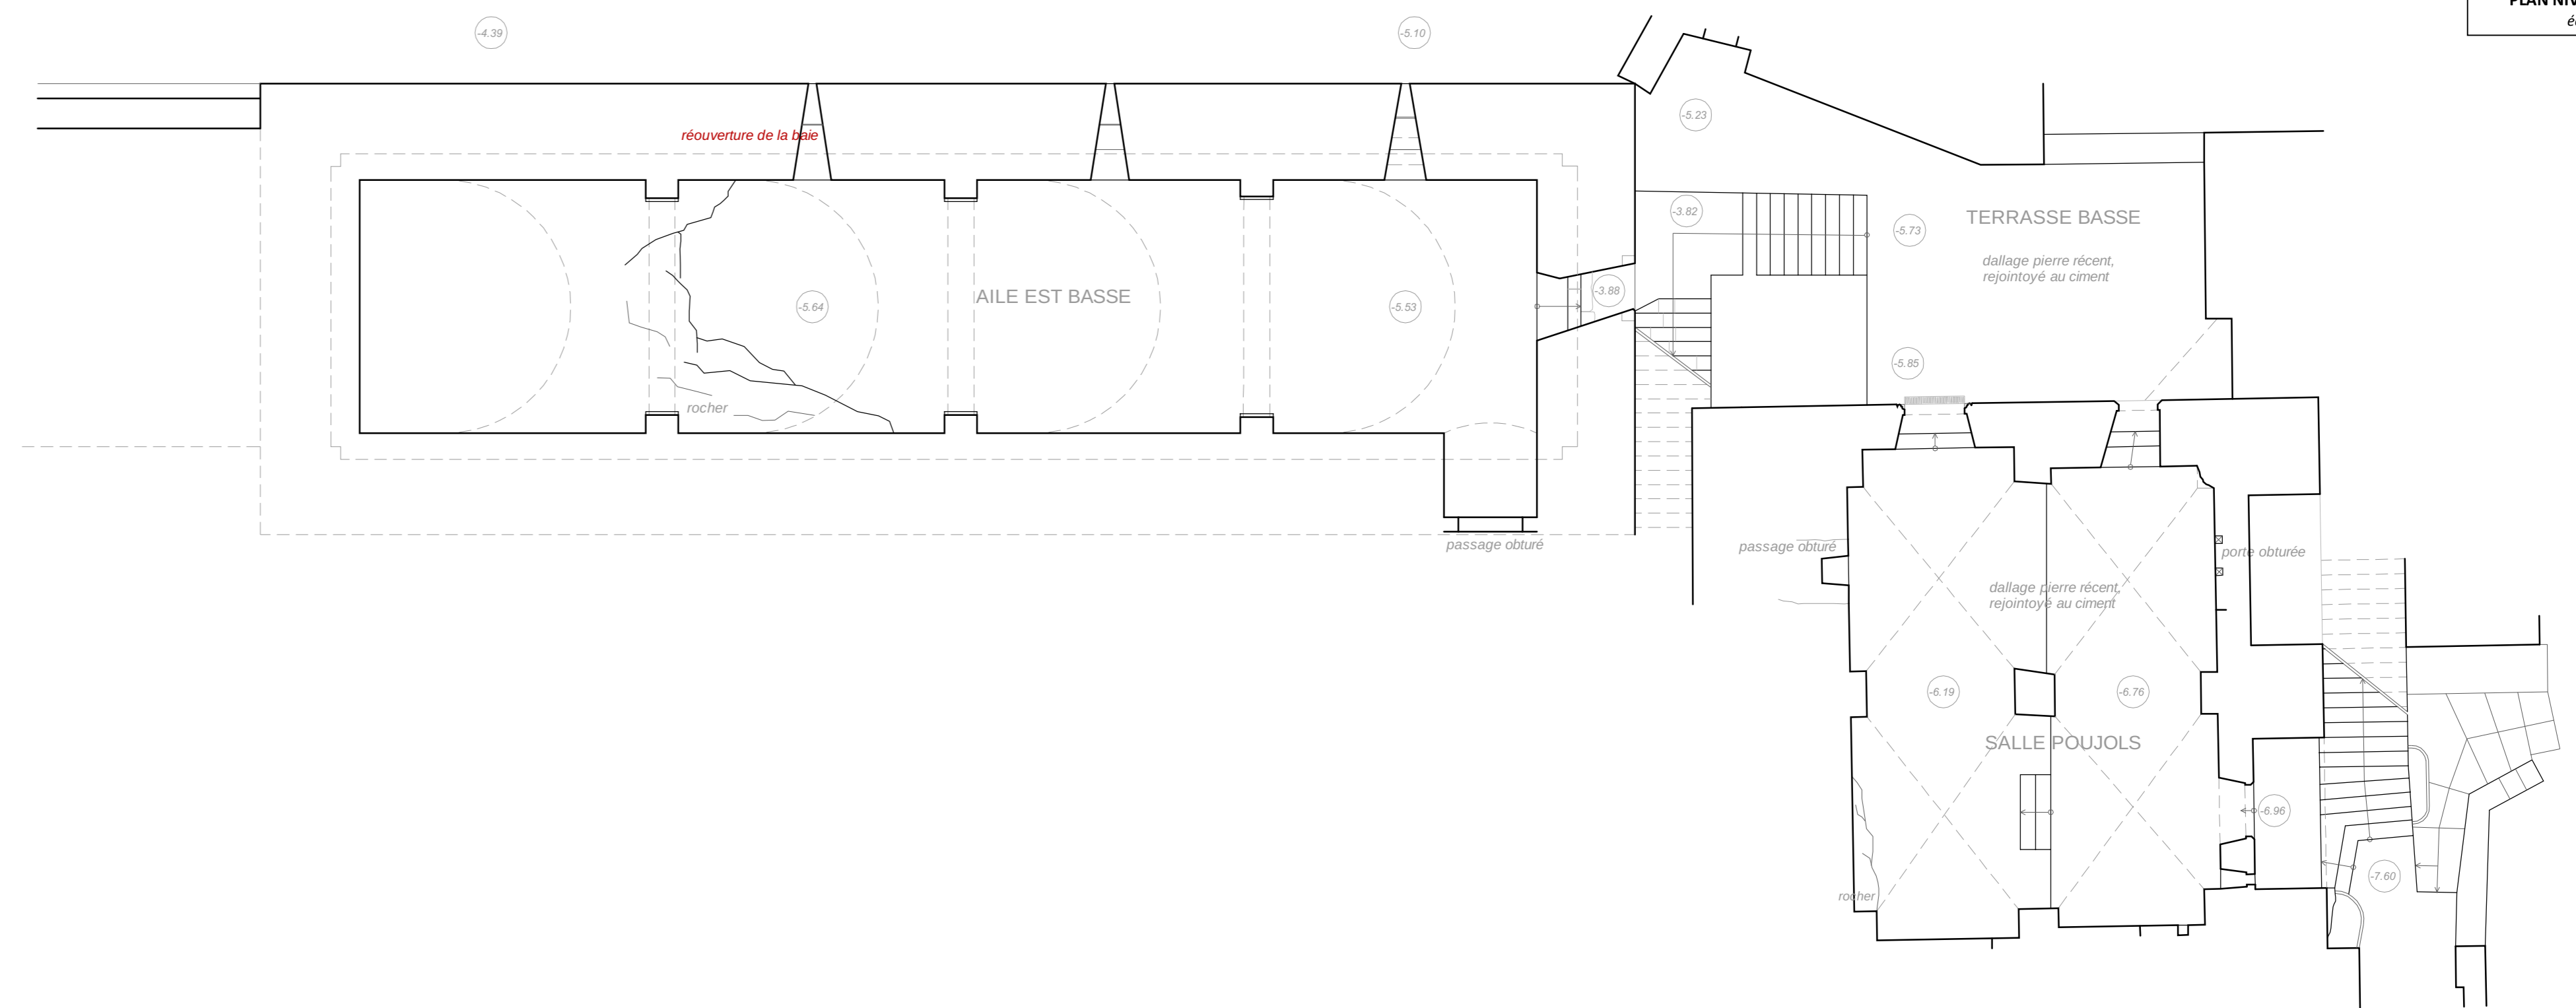 PLAN NIV
-4.39
-5.10
-5.23
réouverture de la baie
-3.82
-5.73
TERRASSE BASSE
dallage pierre récent,
rejointoyé au ciment
-3.88
AILE EST BASSE
-5.64
-5.53
-5.85
rocher
passage obturé
passage obturé
porte obturée
dallage pierre récent,
rejointoyé au ciment
-6.19
-6.76
SALLE POUJOLS
-6.96
-7.60
rocher